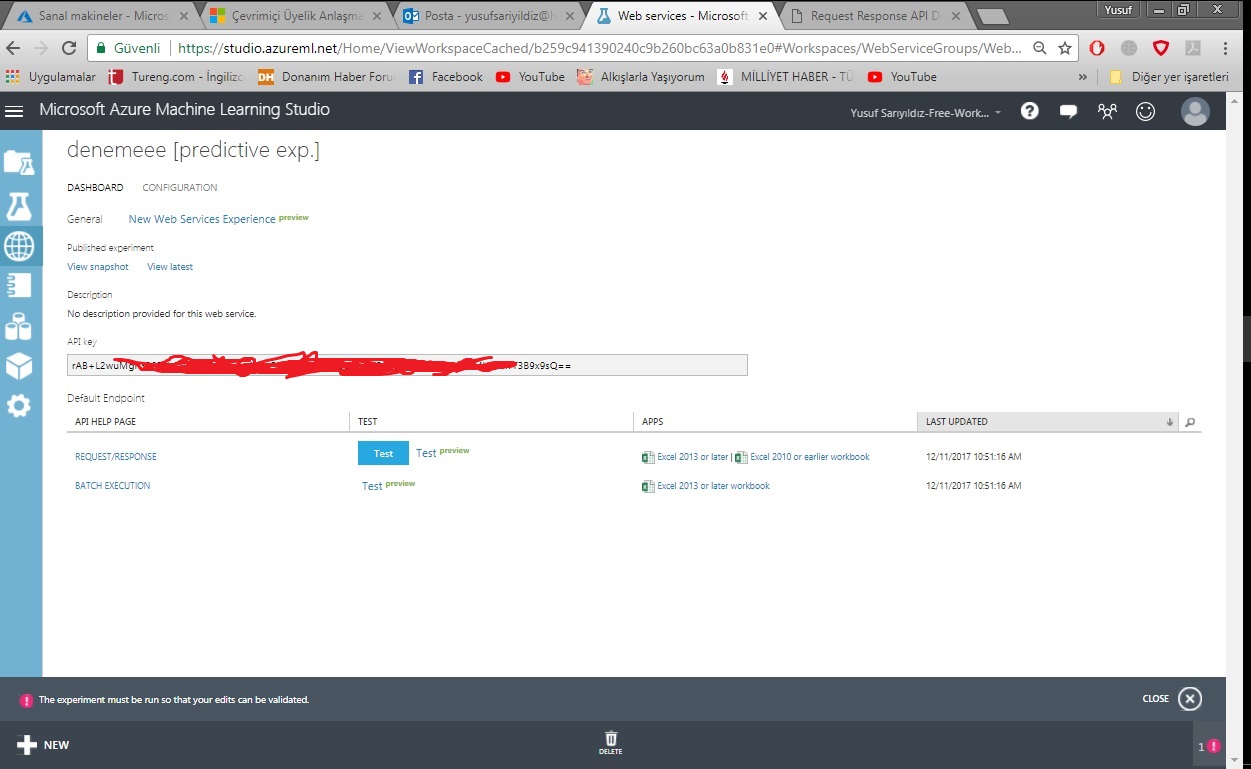 Sanal makineler - Micros
Çevrimiçi Üyelik Anlaşma
Posta - yusufsariyildiz@h
Web services - Microsoft
Request Response API D
Yusuf
Güvenli
https://studio.azureml.net/Home/ViewWorkspaceCached/b259c941390240c9b260bc63a0b831e0#Workspaces/WebServiceGroups/Web...
Uygulamalar
Tureng.com - İngilizc
DH Donanım Haber Foru
Facebook
YouTube
Alkışlarla Yaşıyorum
MİLLİYET HABER - TÜ
YouTube
»
Diğer yer işaretleri
Microsoft Azure Machine Learning Studio
Yusuf Sarıyıldız-Free-Work...
denemeee [predictive exp.]
DASHBOARD CONFIGURATION
General New Web Services Experience preview
Published experiment
View snapshot View latest
Description
No description provided for this web service.
API key
rAB+L2wuMg 3B9x9sQ==
Default Endpoint
API HELP PAGE TEST APPS LAST UPDATED
REQUEST/RESPONSE Test Test preview Excel 2013 or later | Excel 2010 or earlier workbook 12/11/2017 10:51:16 AM
BATCH EXECUTION Test preview Excel 2013 or later workbook 12/11/2017 10:51:16 AM
The experiment must be run so that your edits can be validated.
CLOSE
NEW
DELETE
1